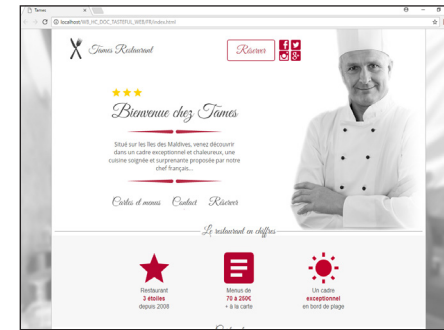 Tames
localhost/WB_HC_DOC_TASTEFUL_WEB/FR/index.html
Tames Restaurant
Réserver
Bienvenue chez Tames
Situé sur les îles des Maldives, venez découvrir
dans un cadre exceptionnel et chaleureux, une
cuisine soignée et surprenante proposée par notre
chef français...
Cartes et menus Contact Réserver
Le restaurant en chiffres
Restaurant
3 étoiles
depuis 2008
Menus de
70 à 250€
+ à la carte
Un cadre
exceptionnel
en bord de plage